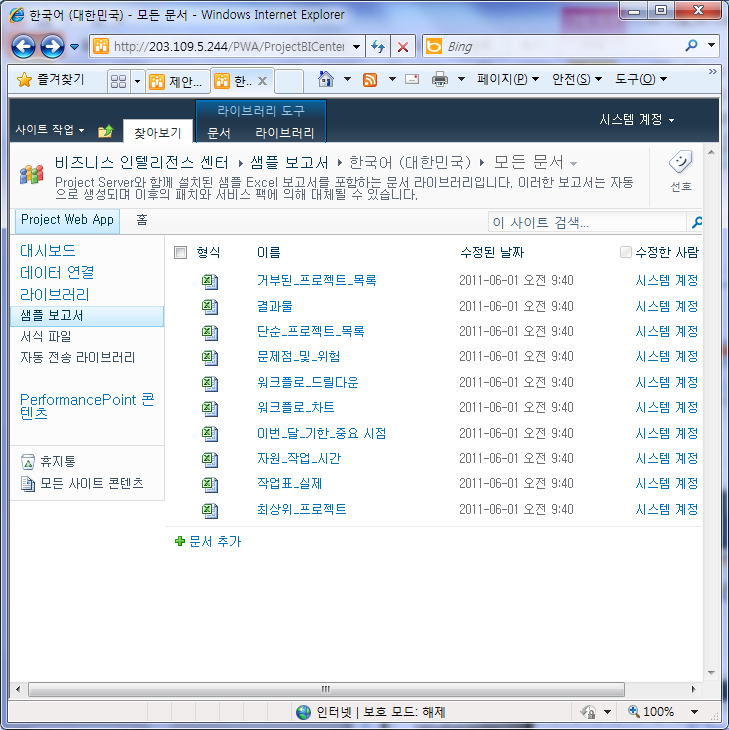 한국어 (대한민국) - 모든 문서 - Windows Internet Explorer
http://203.109.5.244/PWA/ProjectBICenter Bing
즐겨찾기 제안... 한.. 페이지(P) 안전(S) 도구(O) »
라이브러리 도구
사이트 작업 찾아보기 문서 라이브러리 시스템 계정
비즈니스 인텔리전스 센터 샘플 보고서 한국어 (대한민국) 모든 문서
Project Server와 함께 설치된 샘플 Excel 보고서를 포함하는 문서 라이브러리입니다. 이러한 보고서는 자동
으로 생성되며 이후의 패치와 서비스 팩에 의해 대체될 수 있습니다.
선호
Project Web App 홈 이 사이트 검색...
대시보드
데이터 연결
라이브러리
샘플 보고서
서식 파일
자동 전송 라이브러리
PerformancePoint 콘
텐츠
휴지통
모든 사이트 콘텐츠
형식 이름 수정된 날짜 수정한 사람
거부된_프로젝트_목록 2011-06-01 오전 9:40 시스템 계정
결과물 2011-06-01 오전 9:40 시스템 계정
단순_프로젝트_목록 2011-06-01 오전 9:40 시스템 계정
문제점_및_위험 2011-06-01 오전 9:40 시스템 계정
워크플로_드릴다운 2011-06-01 오전 9:40 시스템 계정
워크플로_차트 2011-06-01 오전 9:40 시스템 계정
이번_달_기한_중요 시점 2011-06-01 오전 9:40 시스템 계정
자원_작업_시간 2011-06-01 오전 9:40 시스템 계정
작업표_실제 2011-06-01 오전 9:40 시스템 계정
최상위_프로젝트 2011-06-01 오전 9:40 시스템 계정
문서 추가
인터넷 | 보호 모드: 해제 100%